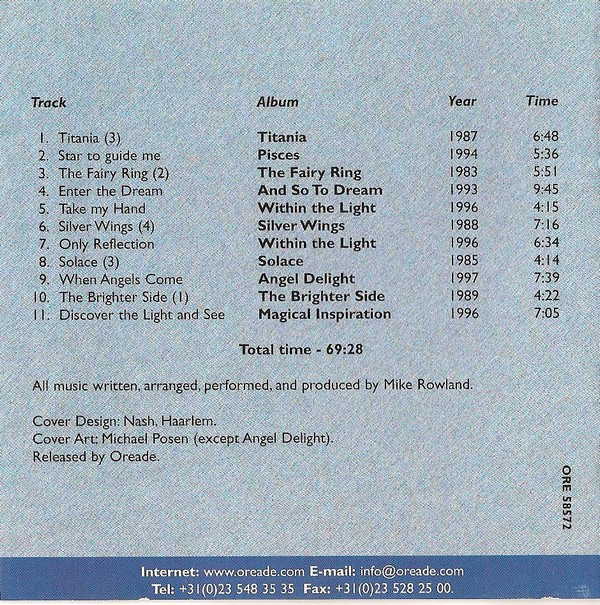 Track Album Year Time
1. Titania (3) Titania 1987 6:48
2. Star to guide me Pisces 1994 5:36
3. The Fairy Ring (2) The Fairy Ring 1983 5:51
4. Enter the Dream And So To Dream 1993 9:45
5. Take my Hand Within the Light 1996 4:15
6. Silver Wings (4) Silver Wings 1988 7:16
7. Only Reflection Within the Light 1996 6:34
8. Solace (3) Solace 1985 4:14
9. When Angels Come Angel Delight 1997 7:39
10. The Brighter Side (1) The Brighter Side 1989 4:22
11. Discover the Light and See Magical Inspiration 1996 7:05
Total time - 69:28
All music written, arranged, performed, and produced by Mike Rowland.
Cover Design: Nash, Haarlem.
Cover Art: Michael Posen (except Angel Delight).
Released by Oreade.
ORE 58572
Internet: www.oreade.com E-mail: info@oreade.com
Tel: +31(0)23 548 35 35 Fax: +31(0)23 528 25 00.